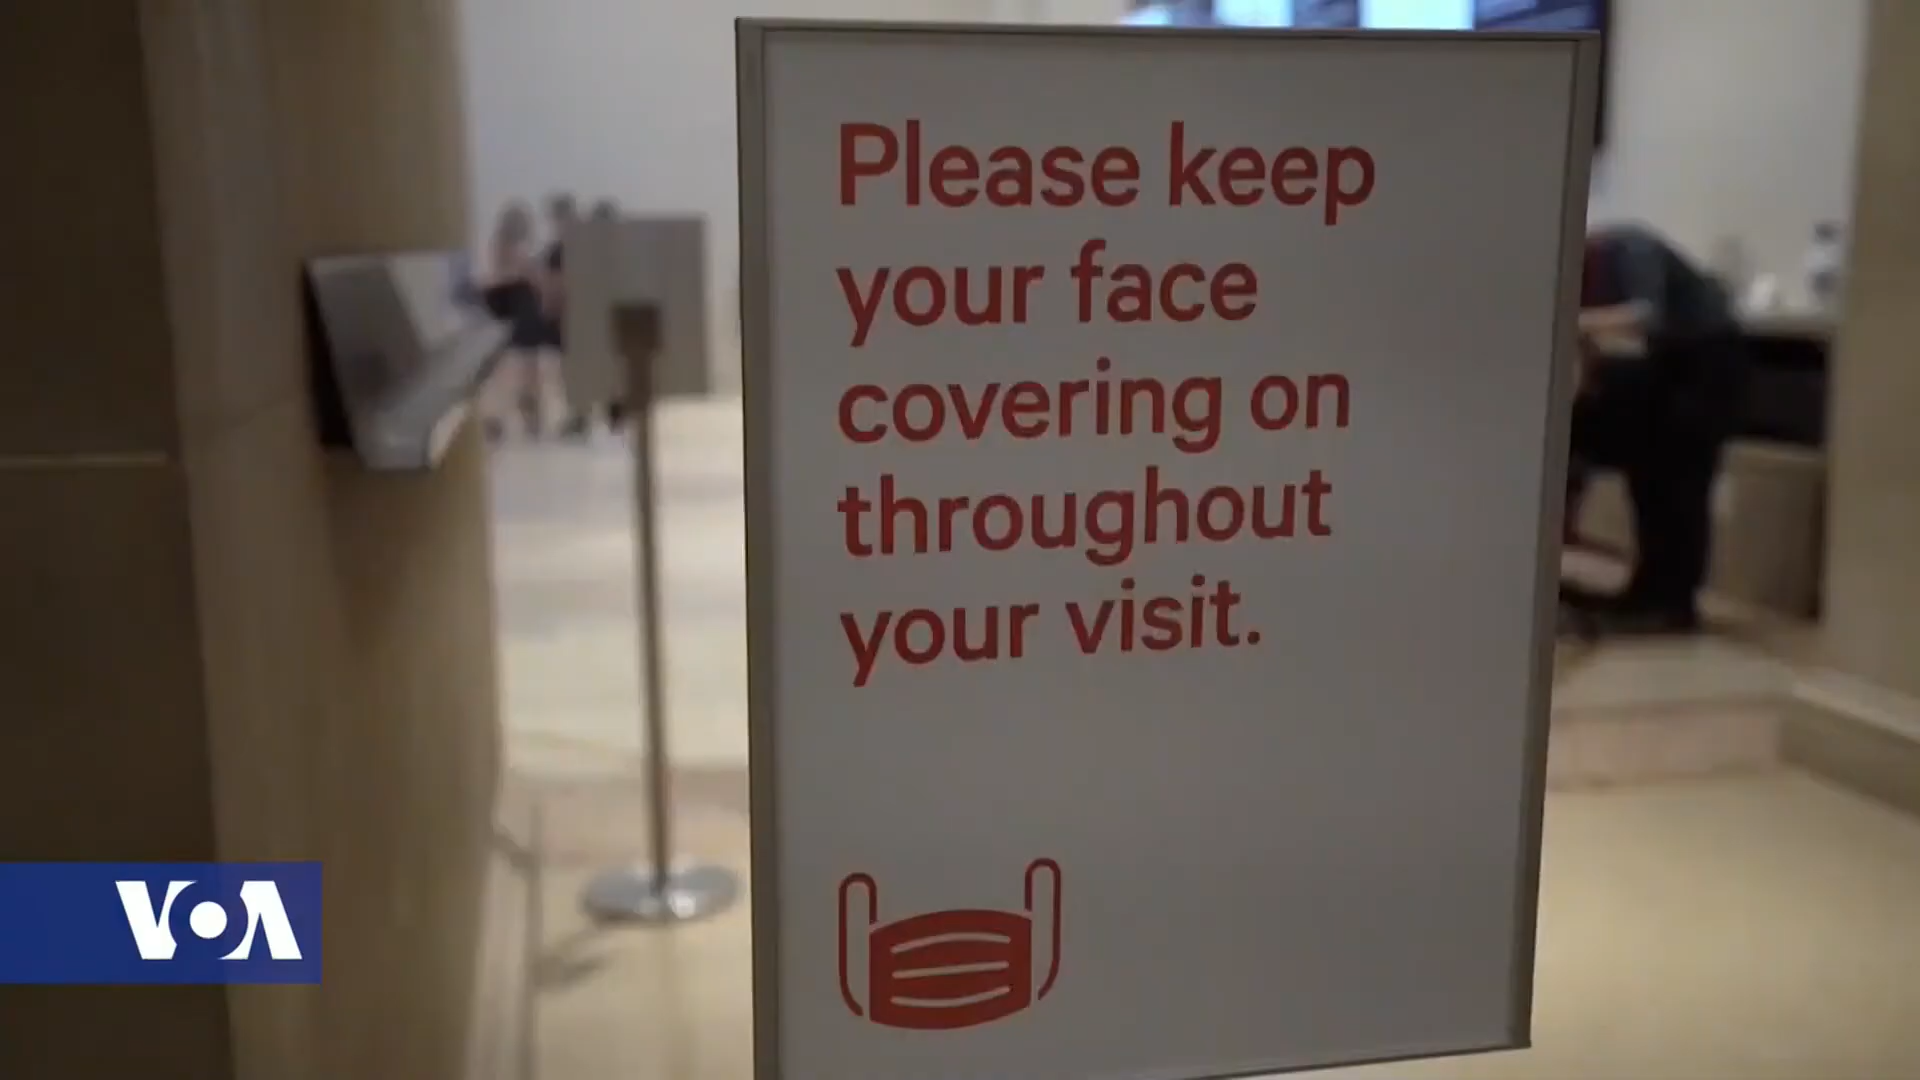 Please keep
your face
covering on
throughout
your visit.
VOA